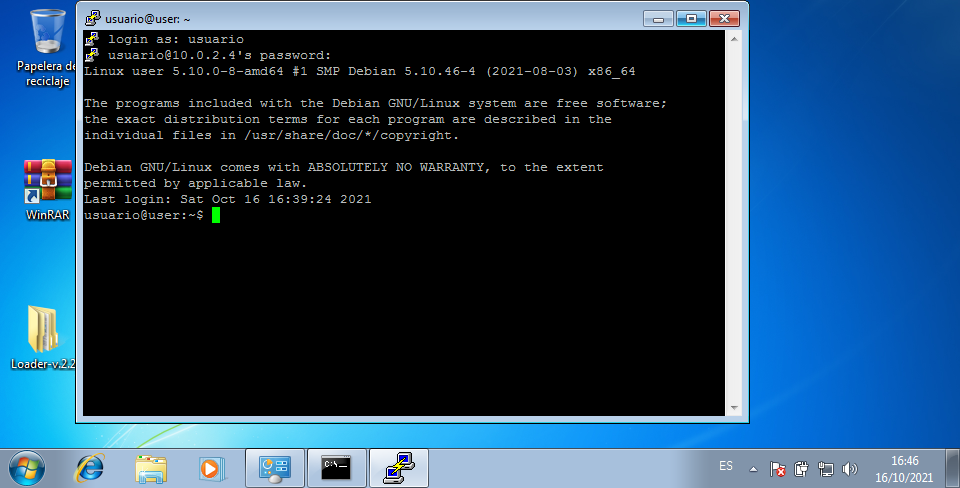 usuario@user: ~
login as: usuario
usuario@10.0.2.4's password:
Linux user 5.10.0-8-amd64 #1 SMP Debian 5.10.46-4 (2021-08-03) x86_64
The programs included with the Debian GNU/Linux system are free software;
the exact distribution terms for each program are described in the
individual files in /usr/share/doc/*/copyright.
Debian GNU/Linux comes with ABSOLUTELY NO WARRANTY, to the extent
permitted by applicable law.
Last login: Sat Oct 16 16:39:24 2021
usuario@user:~$
Papelera de
reciclaje
WinRAR
Loader-v.2.2
C:\_
ES
16:46
16/10/2021